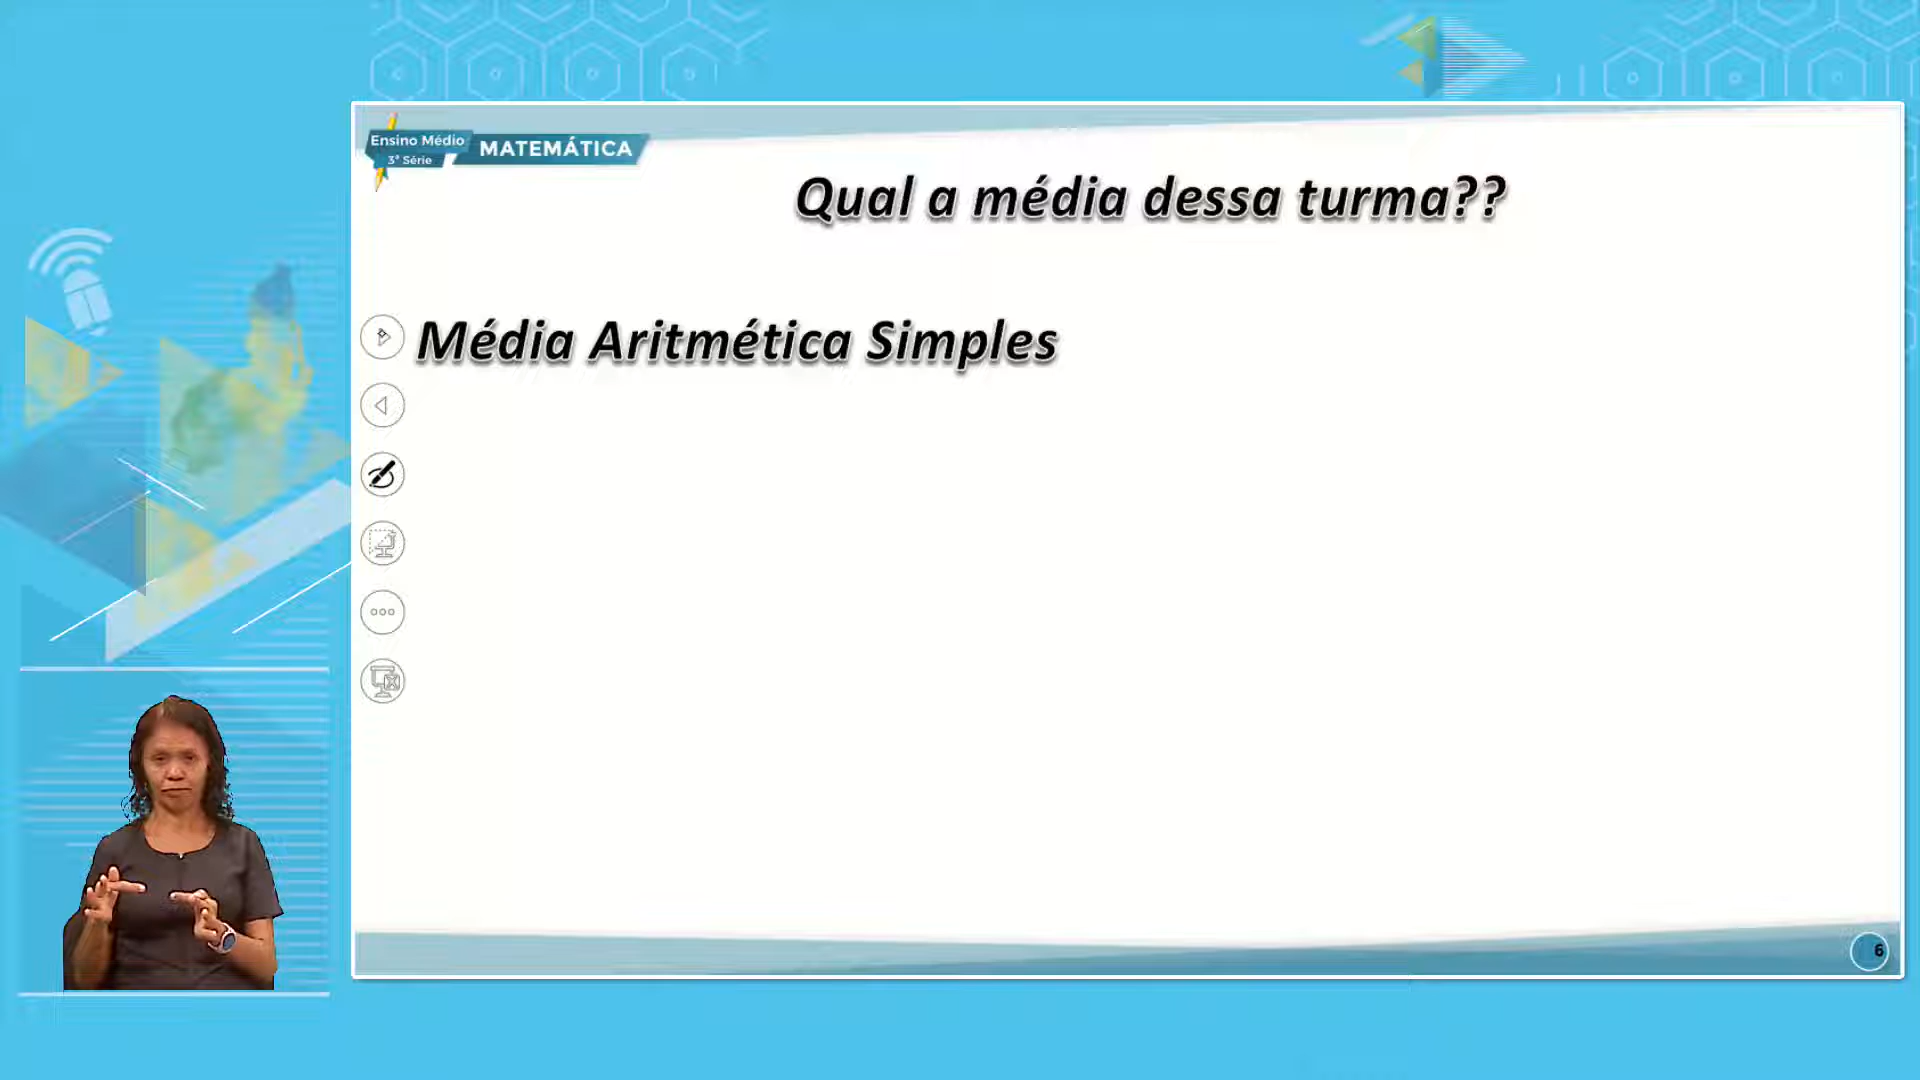 Ensino Médio
3ª Série
MATEMÁTICA
Qual a média dessa turma??
Média Aritmética Simples
6